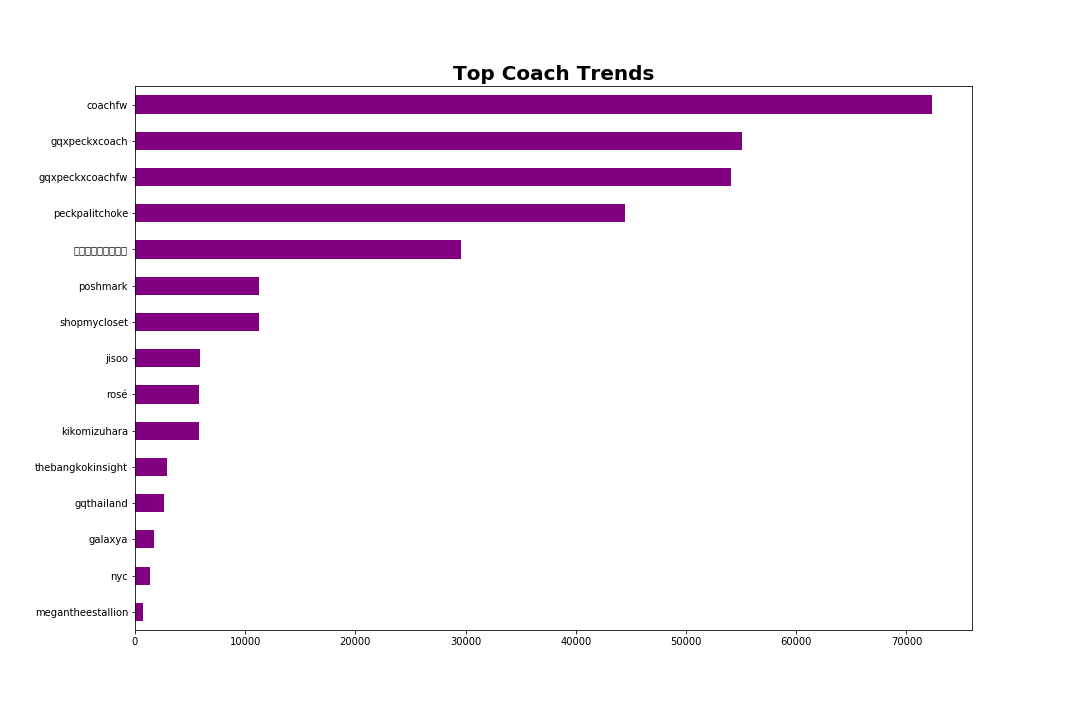 Top Coach Trends
coachfw
gqxpeckxcoach
gqxpeckxcoachfw
peckpalitchoke
poshmark
shopmycloset
jisoo
rosé
kikomizuhara
thebangkokinsight
gqthailand
galaxya
nyc
megantheestallion
0 10000 20000 30000 40000 50000 60000 70000